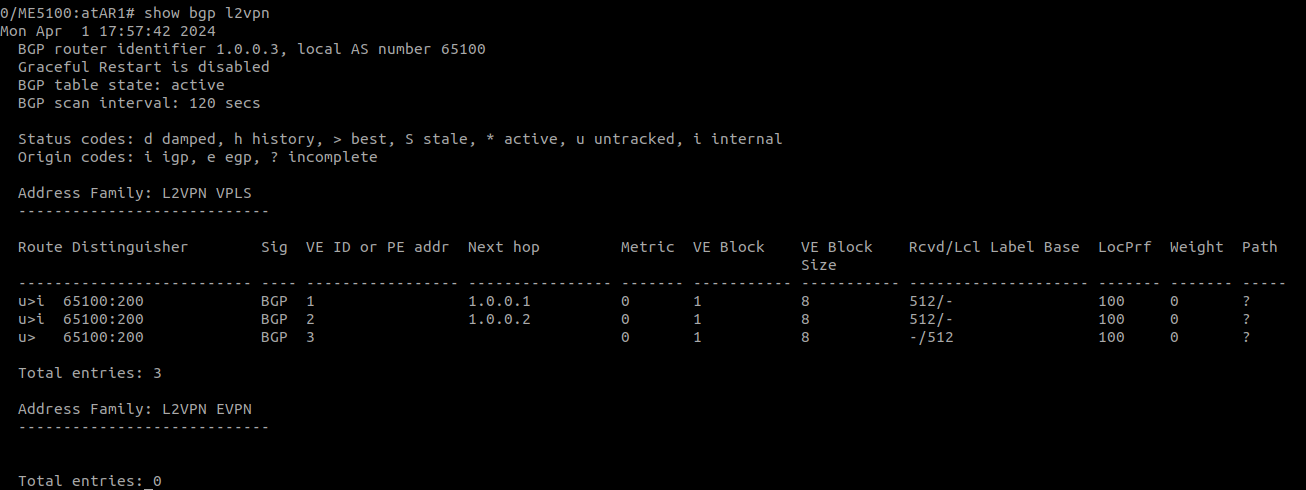 0/ME5100:atAR1# show bgp l2vpn
Mon Apr  1 17:57:42 2024
  BGP router identifier 1.0.0.3, local AS number 65100
  Graceful Restart is disabled
  BGP table state: active
  BGP scan interval: 120 secs

  Status codes: d damped, h history, > best, S stale, * active, u untracked, i internal
  Origin codes: i igp, e egp, ? incomplete

  Address Family: L2VPN VPLS
  ----------------------------

  Route Distinguisher        Sig  VE ID or PE addr  Next hop         Metric  VE Block    VE Block    Rcvd/Lcl Label Base  LocPrf  Weight  Path
                                                                                         Size
  -------------------------- ---- ----------------- ---------------- ------- ----------- ----------- -------------------- ------- ------- -----
  u>i  65100:200             BGP  1                 1.0.0.1          0       1           8           512/-                100     0       ?
  u>i  65100:200             BGP  2                 1.0.0.2          0       1           8           512/-                100     0       ?
  u>   65100:200             BGP  3                                  0       1           8           -/512                100     0       ?

  Total entries: 3

  Address Family: L2VPN EVPN
  ----------------------------


  Total entries: 0